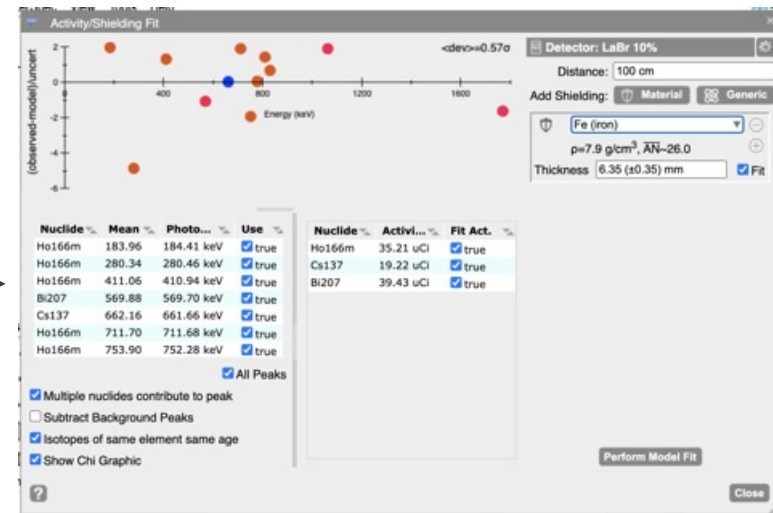 Activity/Shielding Fit
<dev>=0.57σ
(observed-model)/uncert
2
0
-2
-4
-6
0
400
800
1200
1600
Energy (keV)
Detector: LaBr 10%
Distance: 100 cm
Add Shielding: Material Generic
Fe (iron)
ρ=7.9 g/cm³, A̅N̅~26.0
Thickness 6.35 (±0.35) mm Fit
Nuclide Mean Photo... Use
Ho166m 183.96 184.41 keV true
Ho166m 280.34 280.46 keV true
Ho166m 411.06 410.94 keV true
Bi207 569.88 569.70 keV true
Cs137 662.16 661.66 keV true
Ho166m 711.70 711.68 keV true
Ho166m 753.90 752.28 keV true
All Peaks
Nuclide Activi... Fit Act.
Ho166m 35.21 uCi true
Cs137 19.22 uCi true
Bi207 39.43 uCi true
Multiple nuclides contribute to peak
Subtract Background Peaks
Isotopes of same element same age
Show Chi Graphic
Perform Model Fit
?
Close